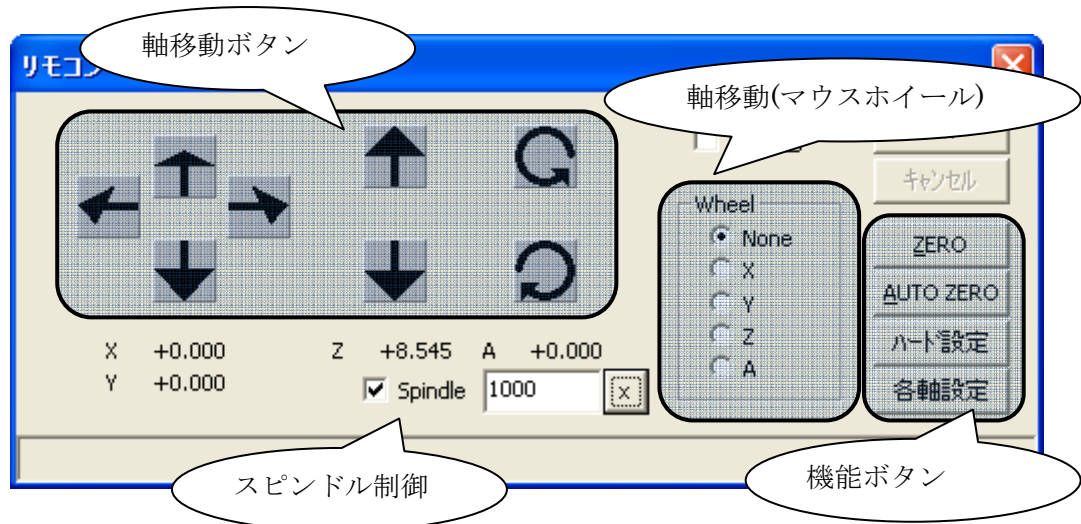 軸移動ボタン
リモコン
軸移動(マウスホイール)
キャンセル
Wheel
None
X
Y
Z
A
ZERO
AUTO ZERO
ハード設定
各軸設定
X +0.000 Z +8.545 A +0.000
Y +0.000
Spindle 1000 x
スピンドル制御
機能ボタン